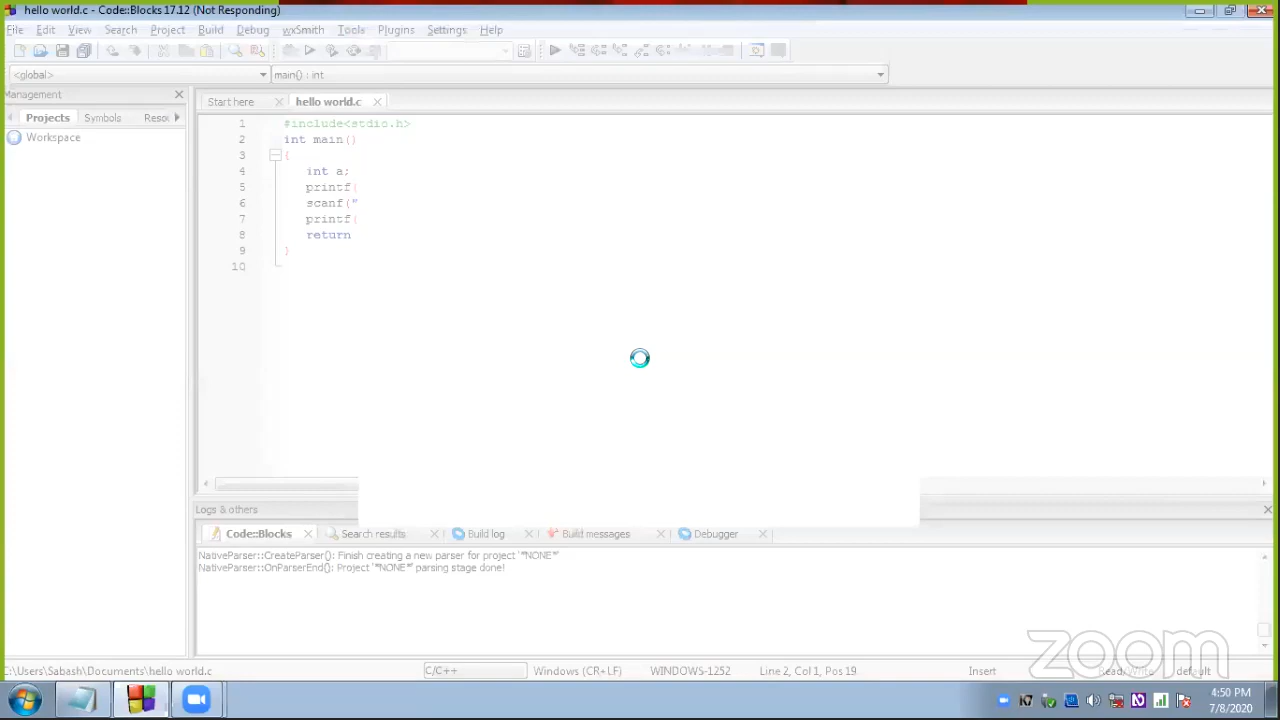 hello world.c - Code::Blocks 17.12 (Not Responding)
File Edit View Search Project Build Debug wxSmith Tools Plugins Settings Help
<global> main() : int
Management
Start here hello world.c
Projects Symbols Resou
Workspace
1 #include<stdio.h>
2 int main()
3 {
4 int a;
5 printf(
6 scanf("
7 printf(
8 return
9 }
10
Logs & others
Code::Blocks Search results Build log Build messages Debugger
NativeParser::CreateParser(): Finish creating a new parser for project '*NONE*'
NativeParser::OnParserEnd(): Project '*NONE*' parsing stage done!
zoom
C:\Users\Sabash\Documents\hello world.c C/C++ Windows (CR+LF) WINDOWS-1252 Line 2, Col 1, Pos 19 Insert Read/Write default
4:50 PM
7/8/2020